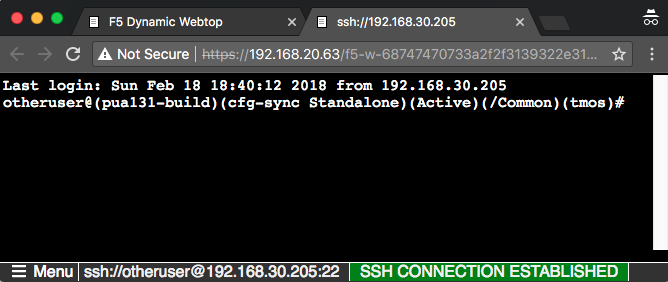 F5 Dynamic Webtop
ssh://192.168.30.205
Not Secure | https://192.168.20.63/f5-w-68747470733a2f2f3139322e31...
Last login: Sun Feb 18 18:40:12 2018 from 192.168.30.205
otheruser@(pua131-build)(cfg-sync Standalone)(Active)(/Common)(tmos)#
☰ Menu | ssh://otheruser@192.168.30.205:22 | SSH CONNECTION ESTABLISHED